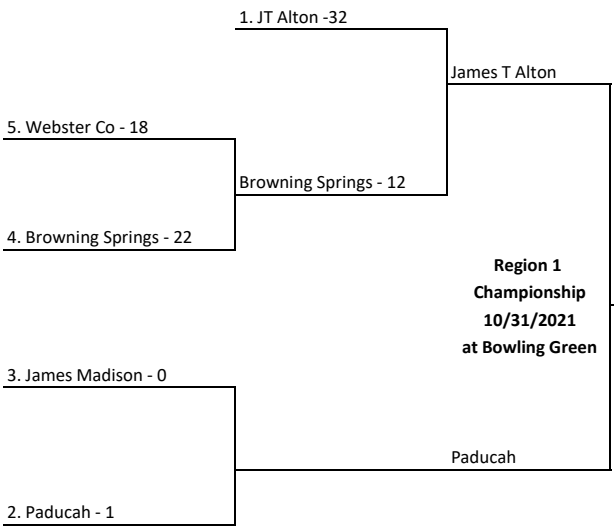 1. JT Alton -32
James T Alton
5. Webster Co - 18
Browning Springs - 12
4. Browning Springs - 22
Region 1
Championship
10/31/2021
at Bowling Green
3. James Madison - 0
Paducah
2. Paducah - 1